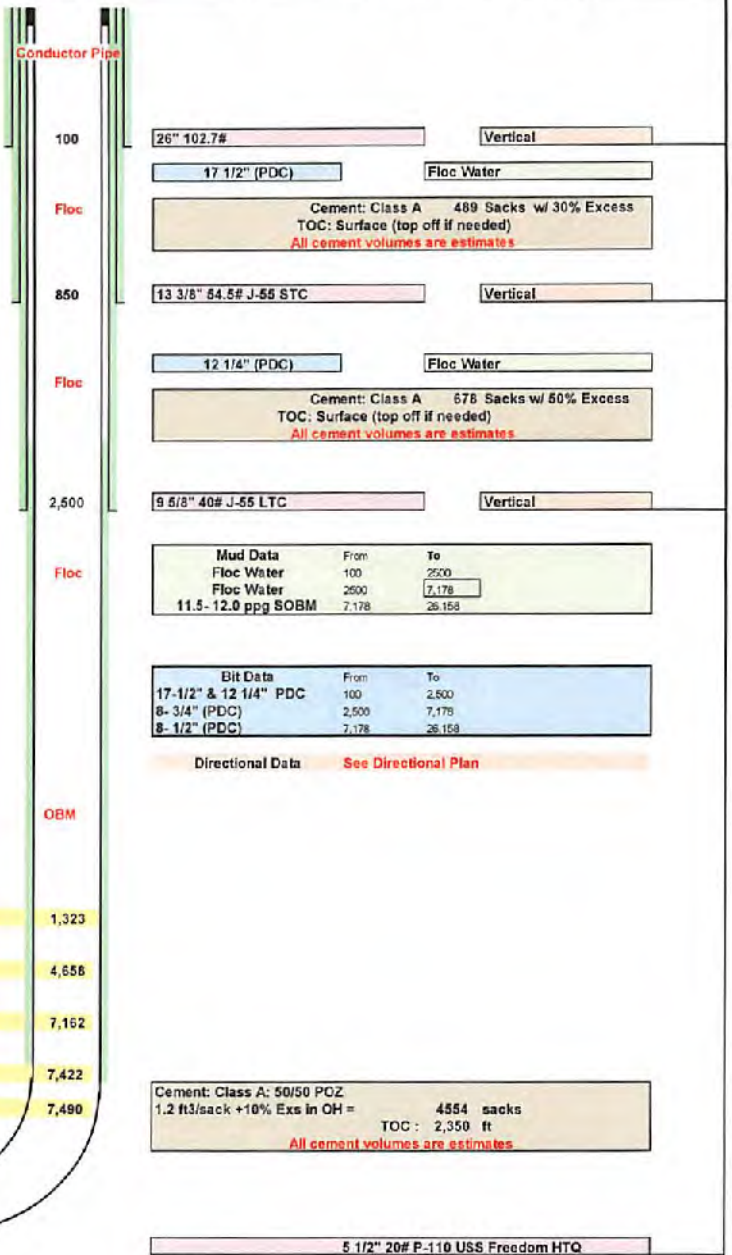 Conductor Pipe
100 26" 102.7# Vertical
17 1/2" (PDC) Floc Water
Floc Cement: Class A 489 Sacks w/ 30% Excess
TOC: Surface (top off if needed)
All cement volumes are estimates
850 13 3/8" 54.5# J-55 STC Vertical
12 1/4" (PDC) Floc Water
Floc
Cement: Class A 678 Sacks w/ 50% Excess
TOC: Surface (top off if needed)
All cement volumes are estimates
2,500 9 5/8" 40# J-55 LTC Vertical
Mud Data From To
Floc Floc Water 100 2500
Floc Water 2500 7,178
11.5- 12.0 ppg SOBM 7,178 26,158
Bit Data From To
17-1/2" & 12 1/4" PDC 100 2,500
8- 3/4" (PDC) 2,500 7,178
8- 1/2" (PDC) 7,178 26,158
Directional Data See Directional Plan
OBM
1,323
4,658
7,162
7,422
Cement: Class A: 50/50 POZ
7,490 1.2 ft3/sack +10% Exs in OH = 4554 sacks
TOC : 2,350 ft
All cement volumes are estimates
5 1/2" 20# P-110 USS Freedom HTQ